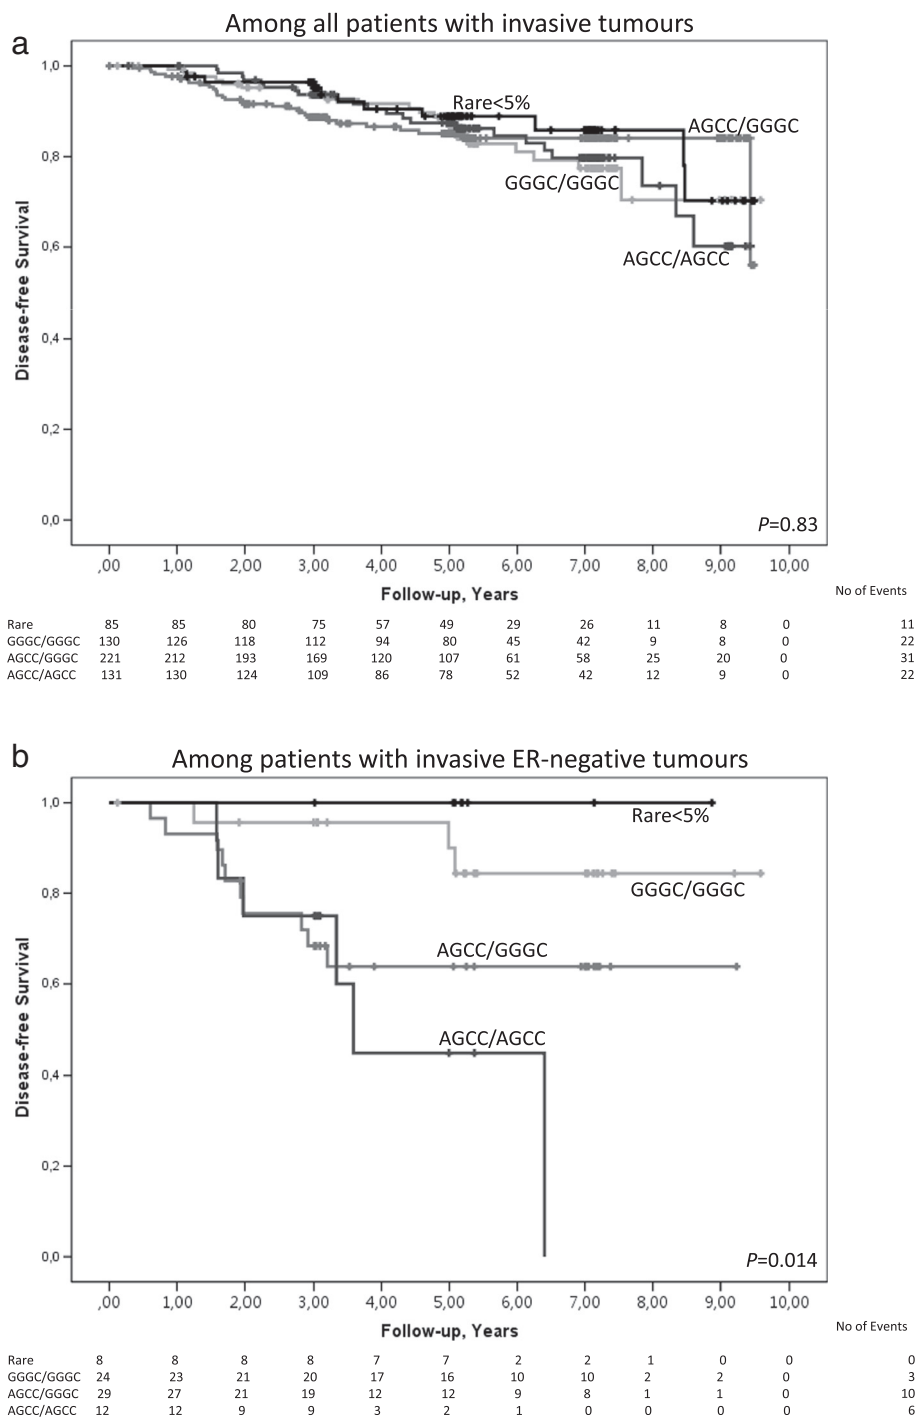 a
Among all patients with invasive tumours
1,0
0,8
0,6
0,4
0,2
0,0
Disease-free Survival
Rare<5%
AGCC/GGGC
GGGC/GGGC
AGCC/AGCC
P=0.83
,00 1,00 2,00 3,00 4,00 5,00 6,00 7,00 8,00 9,00 10,00
Follow-up, Years
No of Events
Rare 85 85 80 75 57 49 29 26 11 8 0 11
GGGC/GGGC 130 126 118 112 94 80 45 42 9 8 0 22
AGCC/GGGC 221 212 193 169 120 107 61 58 25 20 0 31
AGCC/AGCC 131 130 124 109 86 78 52 42 12 9 0 22
b
Among patients with invasive ER-negative tumours
1,0
0,8
0,6
0,4
0,2
0,0
Disease-free Survival
Rare<5%
GGGC/GGGC
AGCC/GGGC
AGCC/AGCC
P=0.014
,00 1,00 2,00 3,00 4,00 5,00 6,00 7,00 8,00 9,00 10,00
Follow-up, Years
No of Events
Rare 8 8 8 8 7 7 2 2 1 0 0 0
GGGC/GGGC 24 23 21 20 17 16 10 10 2 2 0 3
AGCC/GGGC 29 27 21 19 12 12 9 8 1 1 0 10
AGCC/AGCC 12 12 9 9 3 2 1 0 0 0 0 6